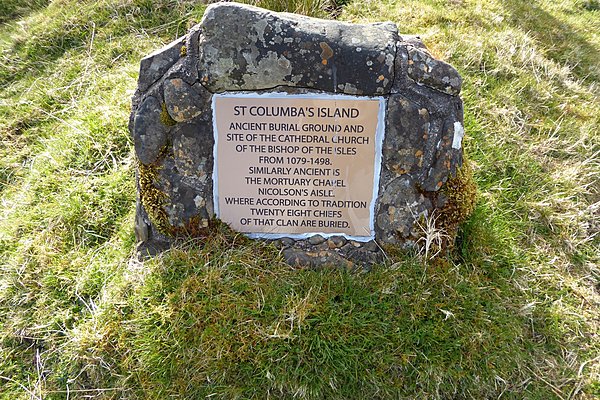 ST COLUMBA'S ISLAND
ANCIENT BURIAL GROUND AND
SITE OF THE CATHEDRAL CHURCH
OF THE BISHOP OF THE ISLES
FROM 1079-1498.
SIMILARLY ANCIENT IS
THE MORTUARY CHAPEL
NICOLSON'S AISLE,
WHERE ACCORDING TO TRADITION
TWENTY EIGHT CHIEFS
OF THAT CLAN ARE BURIED.